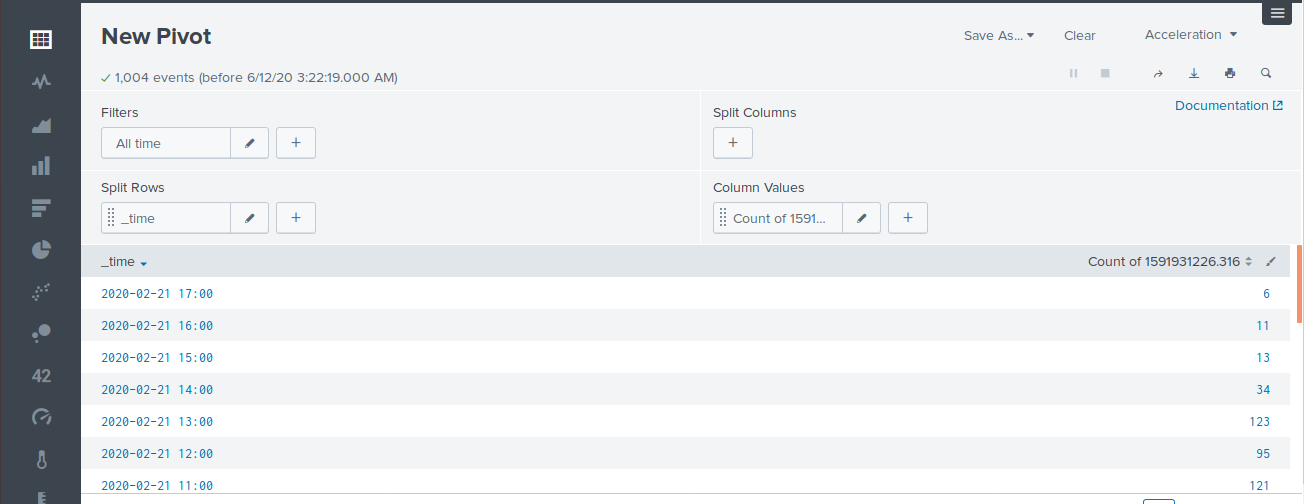 New Pivot
Save As...
Clear
Acceleration
1,004 events (before 6/12/20 3:22:19.000 AM)
Documentation
Filters
Split Columns
All time
+
+
Split Rows
Column Values
_time
+
Count of 1591...
+
_time
Count of 1591931226.316
2020-02-21 17:00 6
2020-02-21 16:00 11
2020-02-21 15:00 13
2020-02-21 14:00 34
2020-02-21 13:00 123
2020-02-21 12:00 95
2020-02-21 11:00 121
42